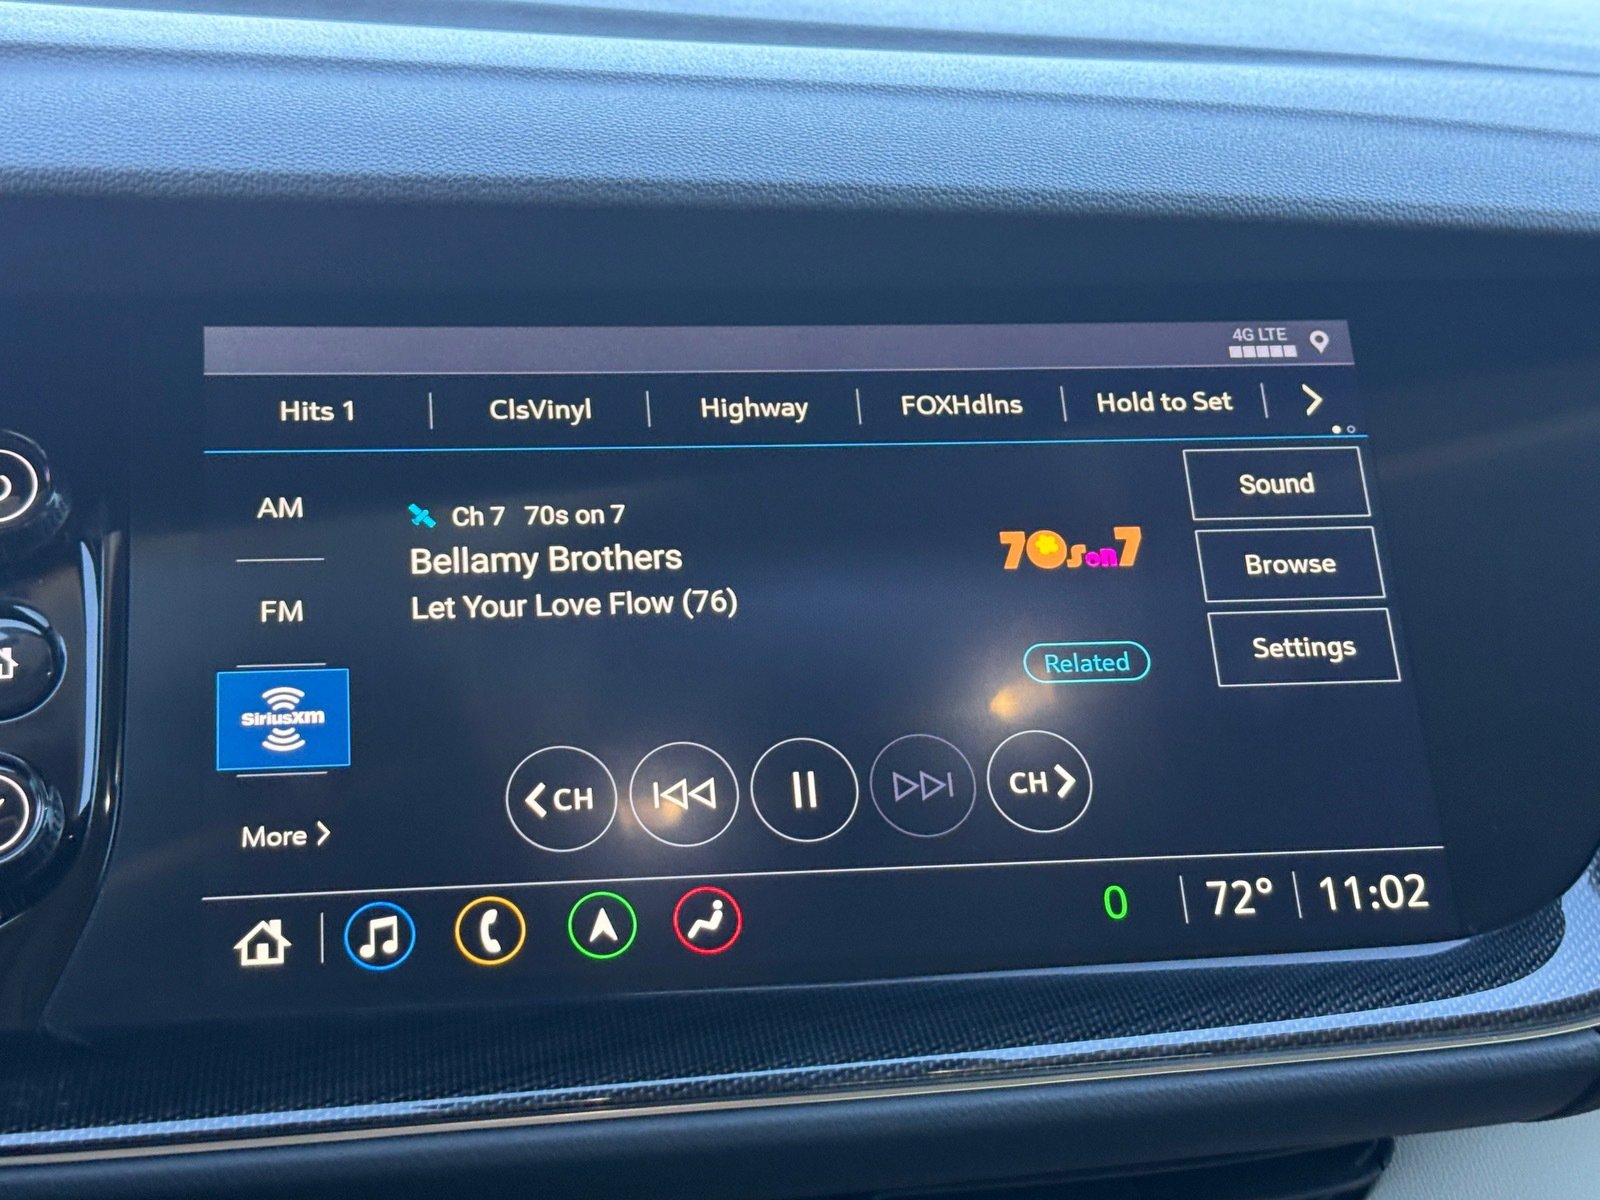 4G LTE
Hits 1
ClsVinyl
Highway
FOXHdlns
Hold to Set
Sound
AM
Ch 7 70s on 7
70s on 7
Bellamy Brothers
Browse
FM
Let Your Love Flow (76)
Related
Settings
SiriusXM
<CH
CH>
More >
0
72°
11:02